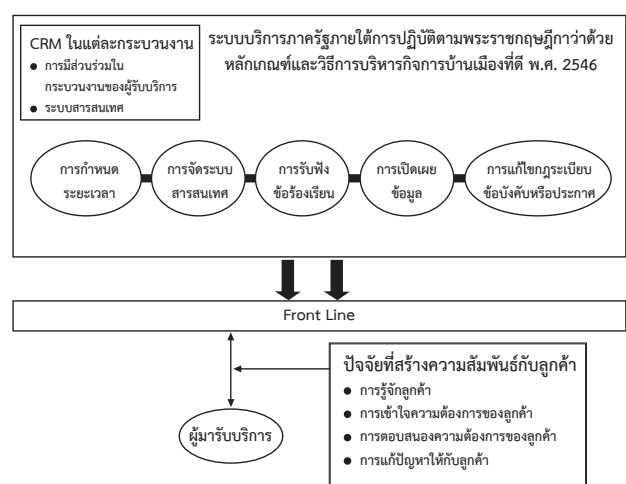 CRM ในแต่ละกระบวนงาน
● การมีส่วนร่วมใน
กระบวนงานของผู้รับบริการ
● ระบบสารสนเทศ
ระบบบริการภาครัฐภายใต้การปฏิบัติตามพระราชกฤษฎีกาว่าด้วย
หลักเกณฑ์และวิธีการบริหารกิจการบ้านเมืองที่ดี พ.ศ. 2546
การกำหนด
ระยะเวลา
การจัดระบบ
สารสนเทศ
การรับฟัง
ข้อร้องเรียน
การเปิดเผย
ข้อมูล
การแก้ไขกฎระเบียบ
ข้อบังคับหรือประกาศ
Front Line
ปัจจัยที่สร้างความสัมพันธ์กับลูกค้า
● การรู้จักลูกค้า
● การเข้าใจความต้องการของลูกค้า
● การตอบสนองความต้องการของลูกค้า
● การแก้ปัญหาให้กับลูกค้า
ผู้มารับบริการ